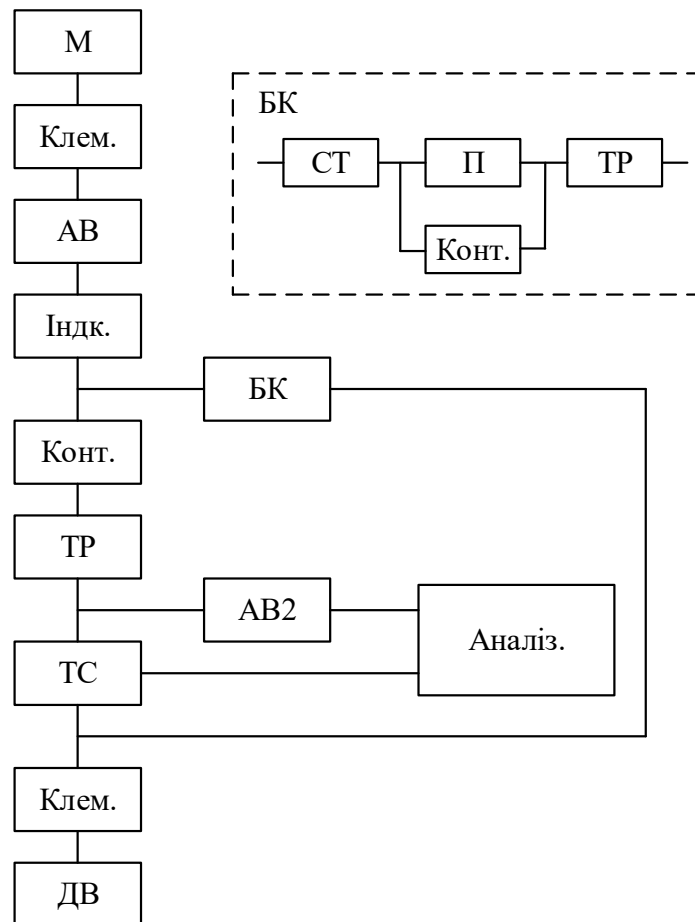 М
БК
Клем.
СТ
П
ТР
АВ
Конт.
Індк.
БК
Конт.
ТР
АВ2
Аналіз.
ТС
Клем.
ДВ